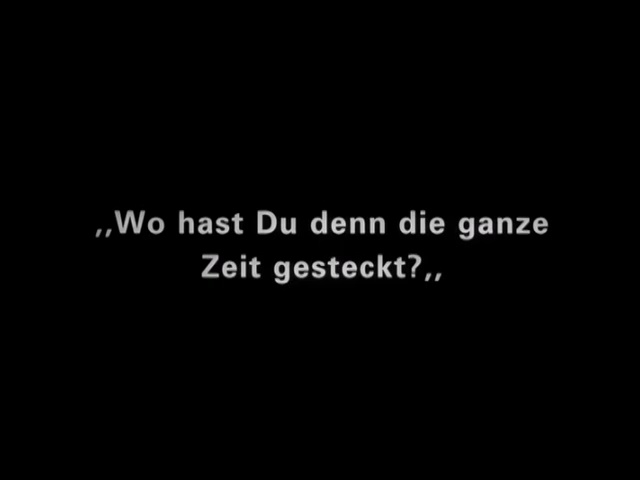 ,,Wo hast Du denn die ganze
Zeit gesteckt?,,